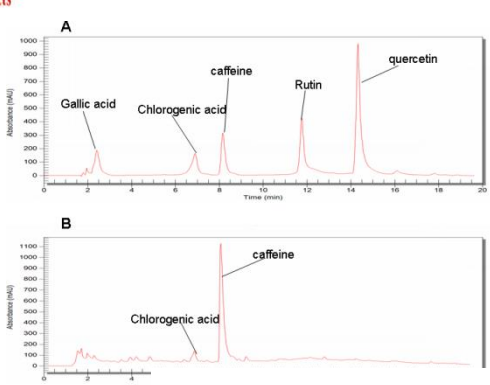 A
1000
900
800
700
600
500
400
300
200
100
0
Absorbance (mAU)
Gallic acid
Chlorogenic acid
caffeine
Rutin
quercetin
0 2 4 6 8 10 12 14 16 18 20
Time (min)
B
1100
1000
900
800
700
600
500
400
300
200
100
0
Absorbance (mAU)
Chlorogenic acid
caffeine
0 2 4